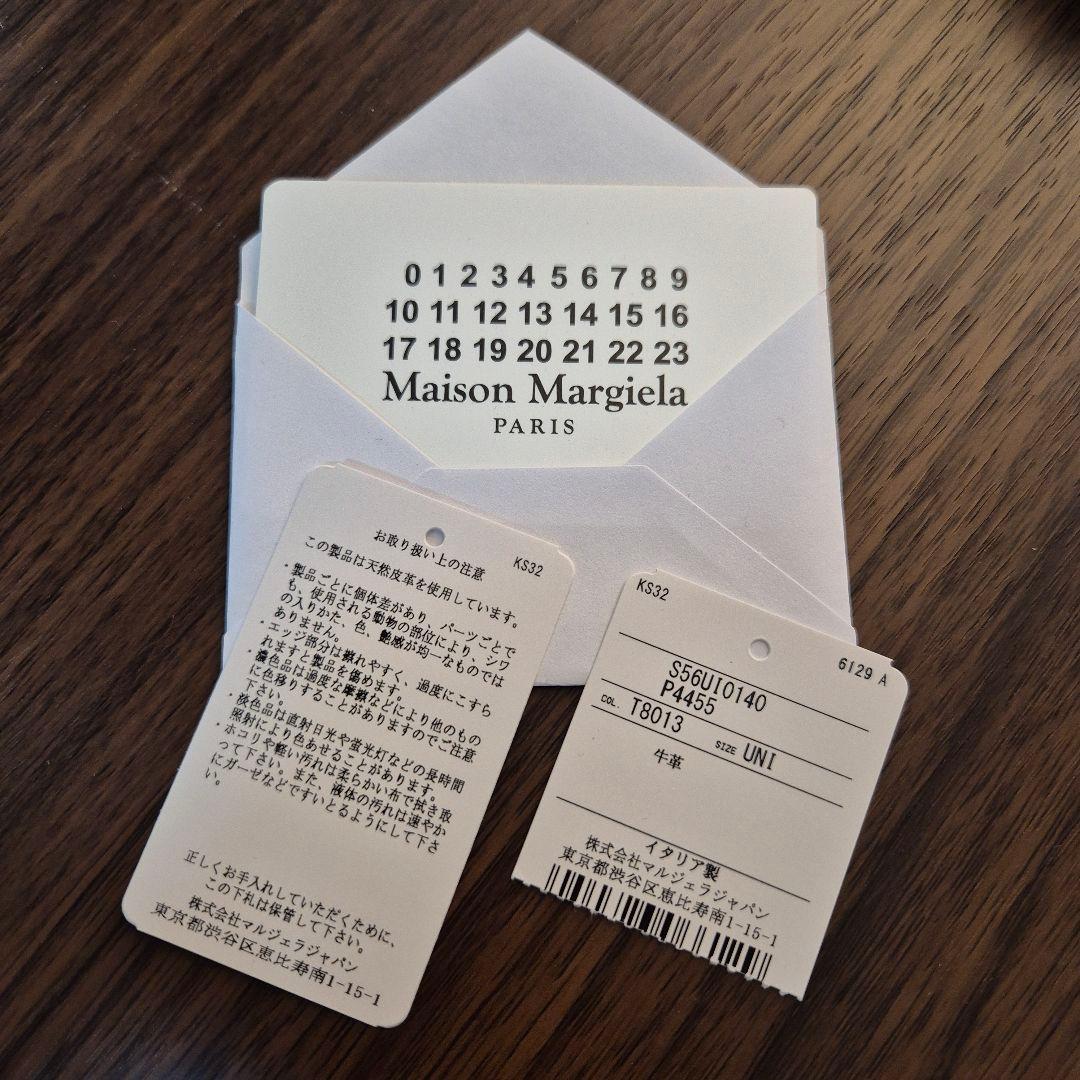 0 1 2 3 4 5 6 7 8 9
10 11 12 13 14 15 16
17 18 19 20 21 22 23
Maison Margiela
PARIS
KS32
お取り扱い上の注意
この製品は天然皮革を使用しています。
・製品ごとに個体差があり、パーツごとで
も、使用される動物の部位により、シワ
の入りかた、色、艶感が均一なものでは
ありません。
・エッジ部分は擦れやすく、過度にこすら
れますと製品を傷めます。
・濃色品は過度な摩擦などにより他のもの
に色移りすることがありますのでご注意
下さい。
・淡色品は直射日光や蛍光灯などの長時間
照射により色あせることがあります。
・ホコリや軽い汚れは柔らかい布で拭き取
って下さい。また、液体の汚れは速やか
にガーゼなどですいとるようにして下さ
い。
正しくお手入れしていただくために、
この下札は保管して下さい。
株式会社マルジェラジャパン
東京都渋谷区恵比寿南1-15-1
KS32
6I29 A
S56UI0140
P4455
COL. T8013 SIZE UNI
牛革
イタリア製
株式会社マルジェラジャパン
東京都渋谷区恵比寿南1-15-1